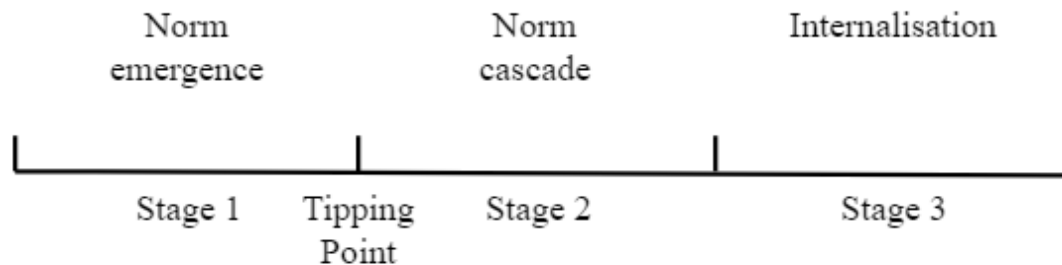 Norm
emergence
Norm
cascade
Internalisation
Stage 1
Tipping
Point
Stage 2
Stage 3